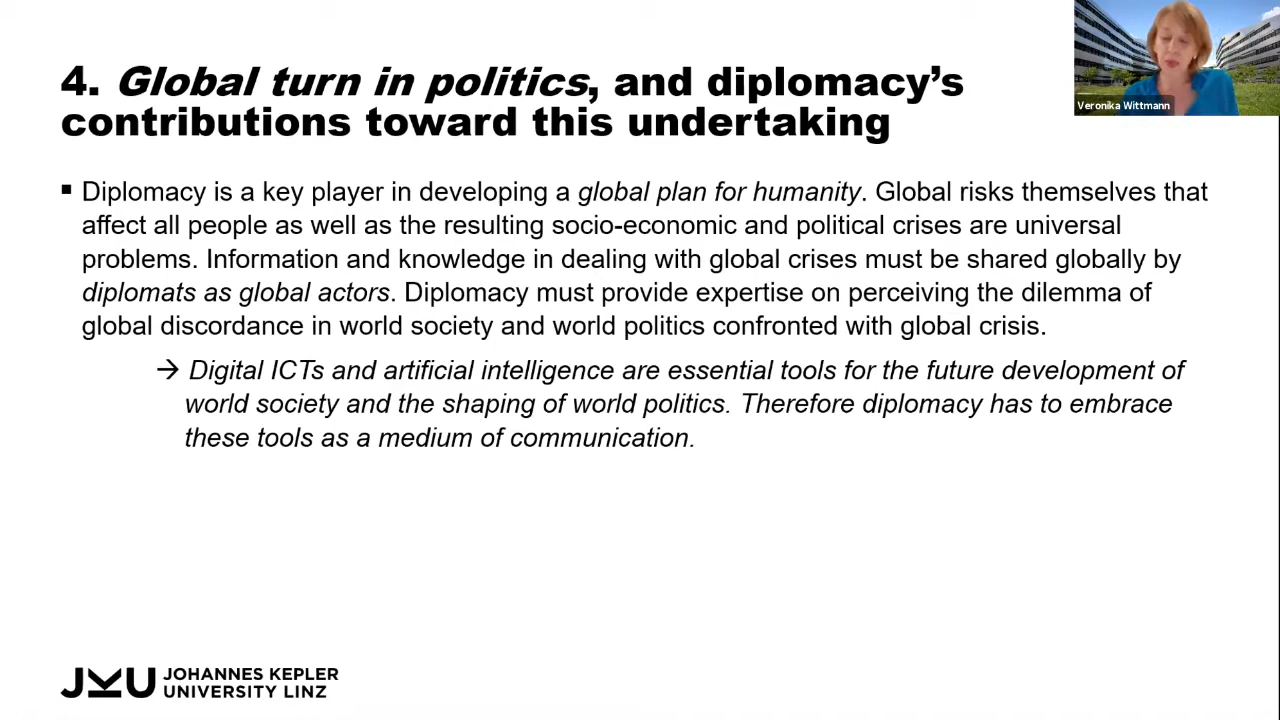 4. Global turn in politics, and diplomacy's
contributions toward this undertaking
Veronika Wittmann
▪ Diplomacy is a key player in developing a global plan for humanity. Global risks themselves that
affect all people as well as the resulting socio-economic and political crises are universal
problems. Information and knowledge in dealing with global crises must be shared globally by
diplomats as global actors. Diplomacy must provide expertise on perceiving the dilemma of
global discordance in world society and world politics confronted with global crisis.
→ Digital ICTs and artificial intelligence are essential tools for the future development of
world society and the shaping of world politics. Therefore diplomacy has to embrace
these tools as a medium of communication.
JKU JOHANNES KEPLER
UNIVERSITY LINZ